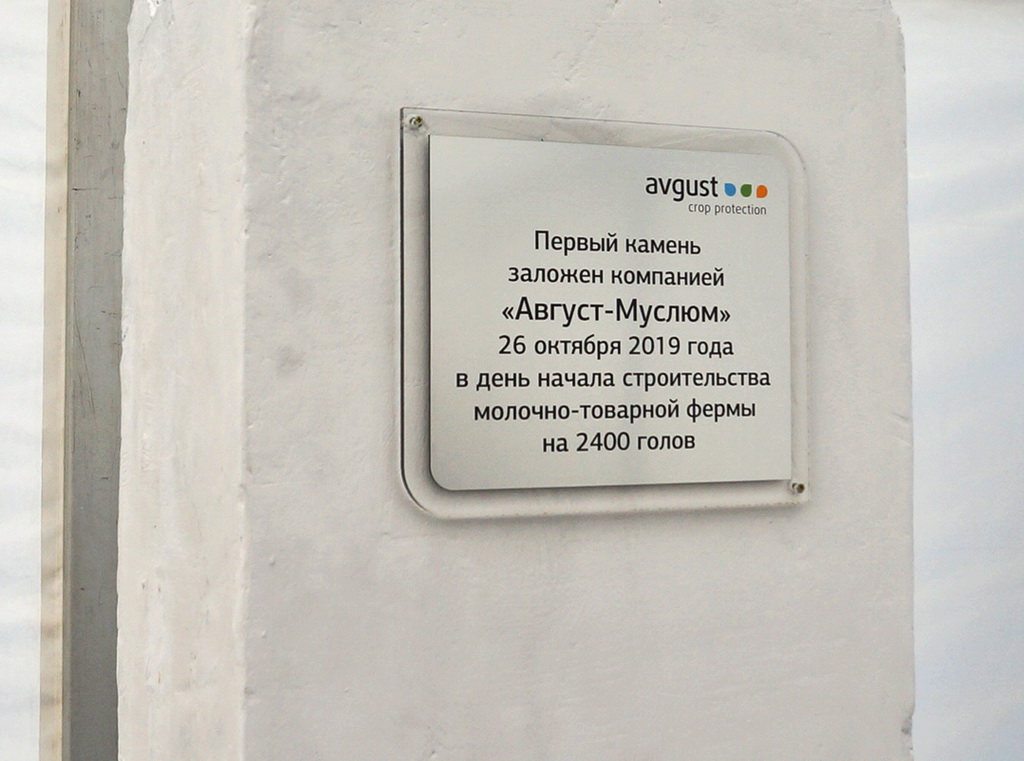 avgust
crop protection
Первый камень
заложен компанией
«Август-Муслюм»
26 октября 2019 года
в день начала строительства
молочно-товарной фермы
на 2400 голов